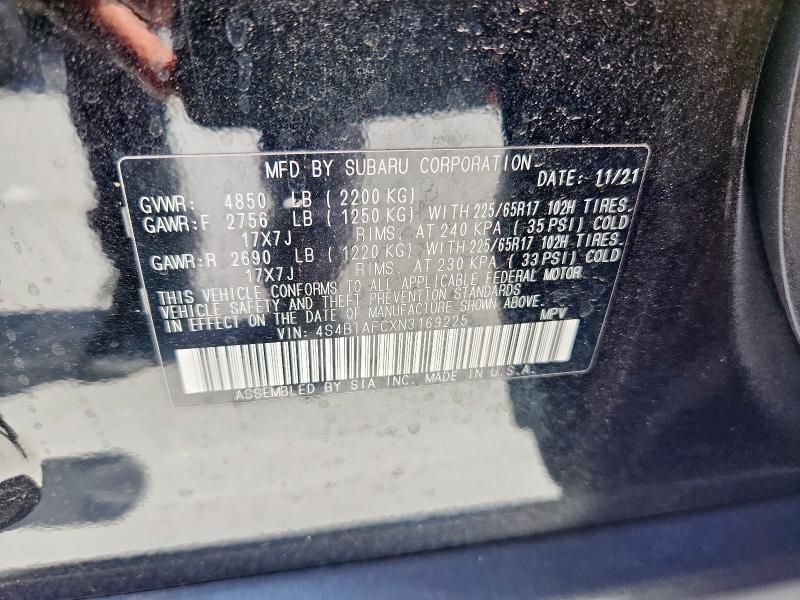 MFD BY SUBARU CORPORATION
DATE: 11/21
GVWR: 4850 LB ( 2200 KG)
GAWR:F 2756 LB ( 1250 KG) WITH 225/65R17 102H TIRES.
17X7J RIMS. AT 240 KPA ( 35 PSI) COLD
GAWR:R 2690 LB ( 1220 KG) WITH 225/65R17 102H TIRES.
17X7J RIMS. AT 230 KPA ( 33 PSI) COLD
THIS VEHICLE CONFORMS TO ALL APPLICABLE FEDERAL MOTOR
VEHICLE SAFETY AND THEFT PREVENTION STANDARDS
IN EFFECT ON THE DATE OF MANUFACTURE SHOWN ABOVE.
VIN: 4S4BTAFCXN3169225 MPV
ASSEMBLED BY SIA INC. MADE IN U.S.A.